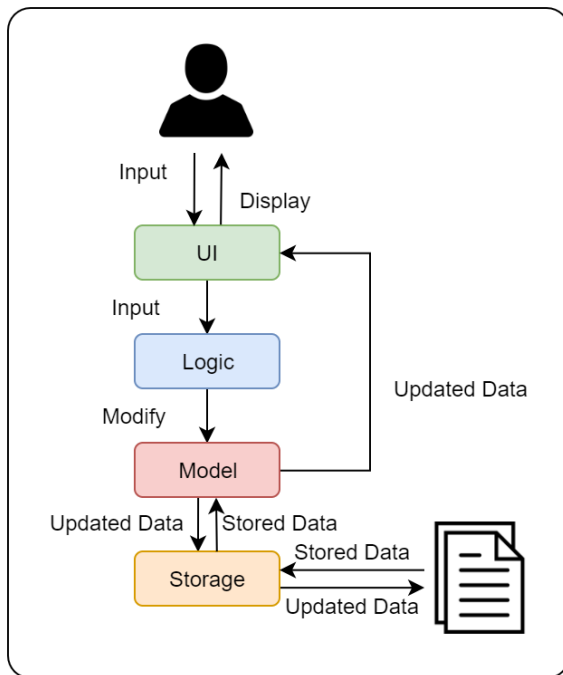 Input
Display
UI
Input
Logic
Updated Data
Modify
Model
Updated Data
Stored Data
Stored Data
Storage
Updated Data